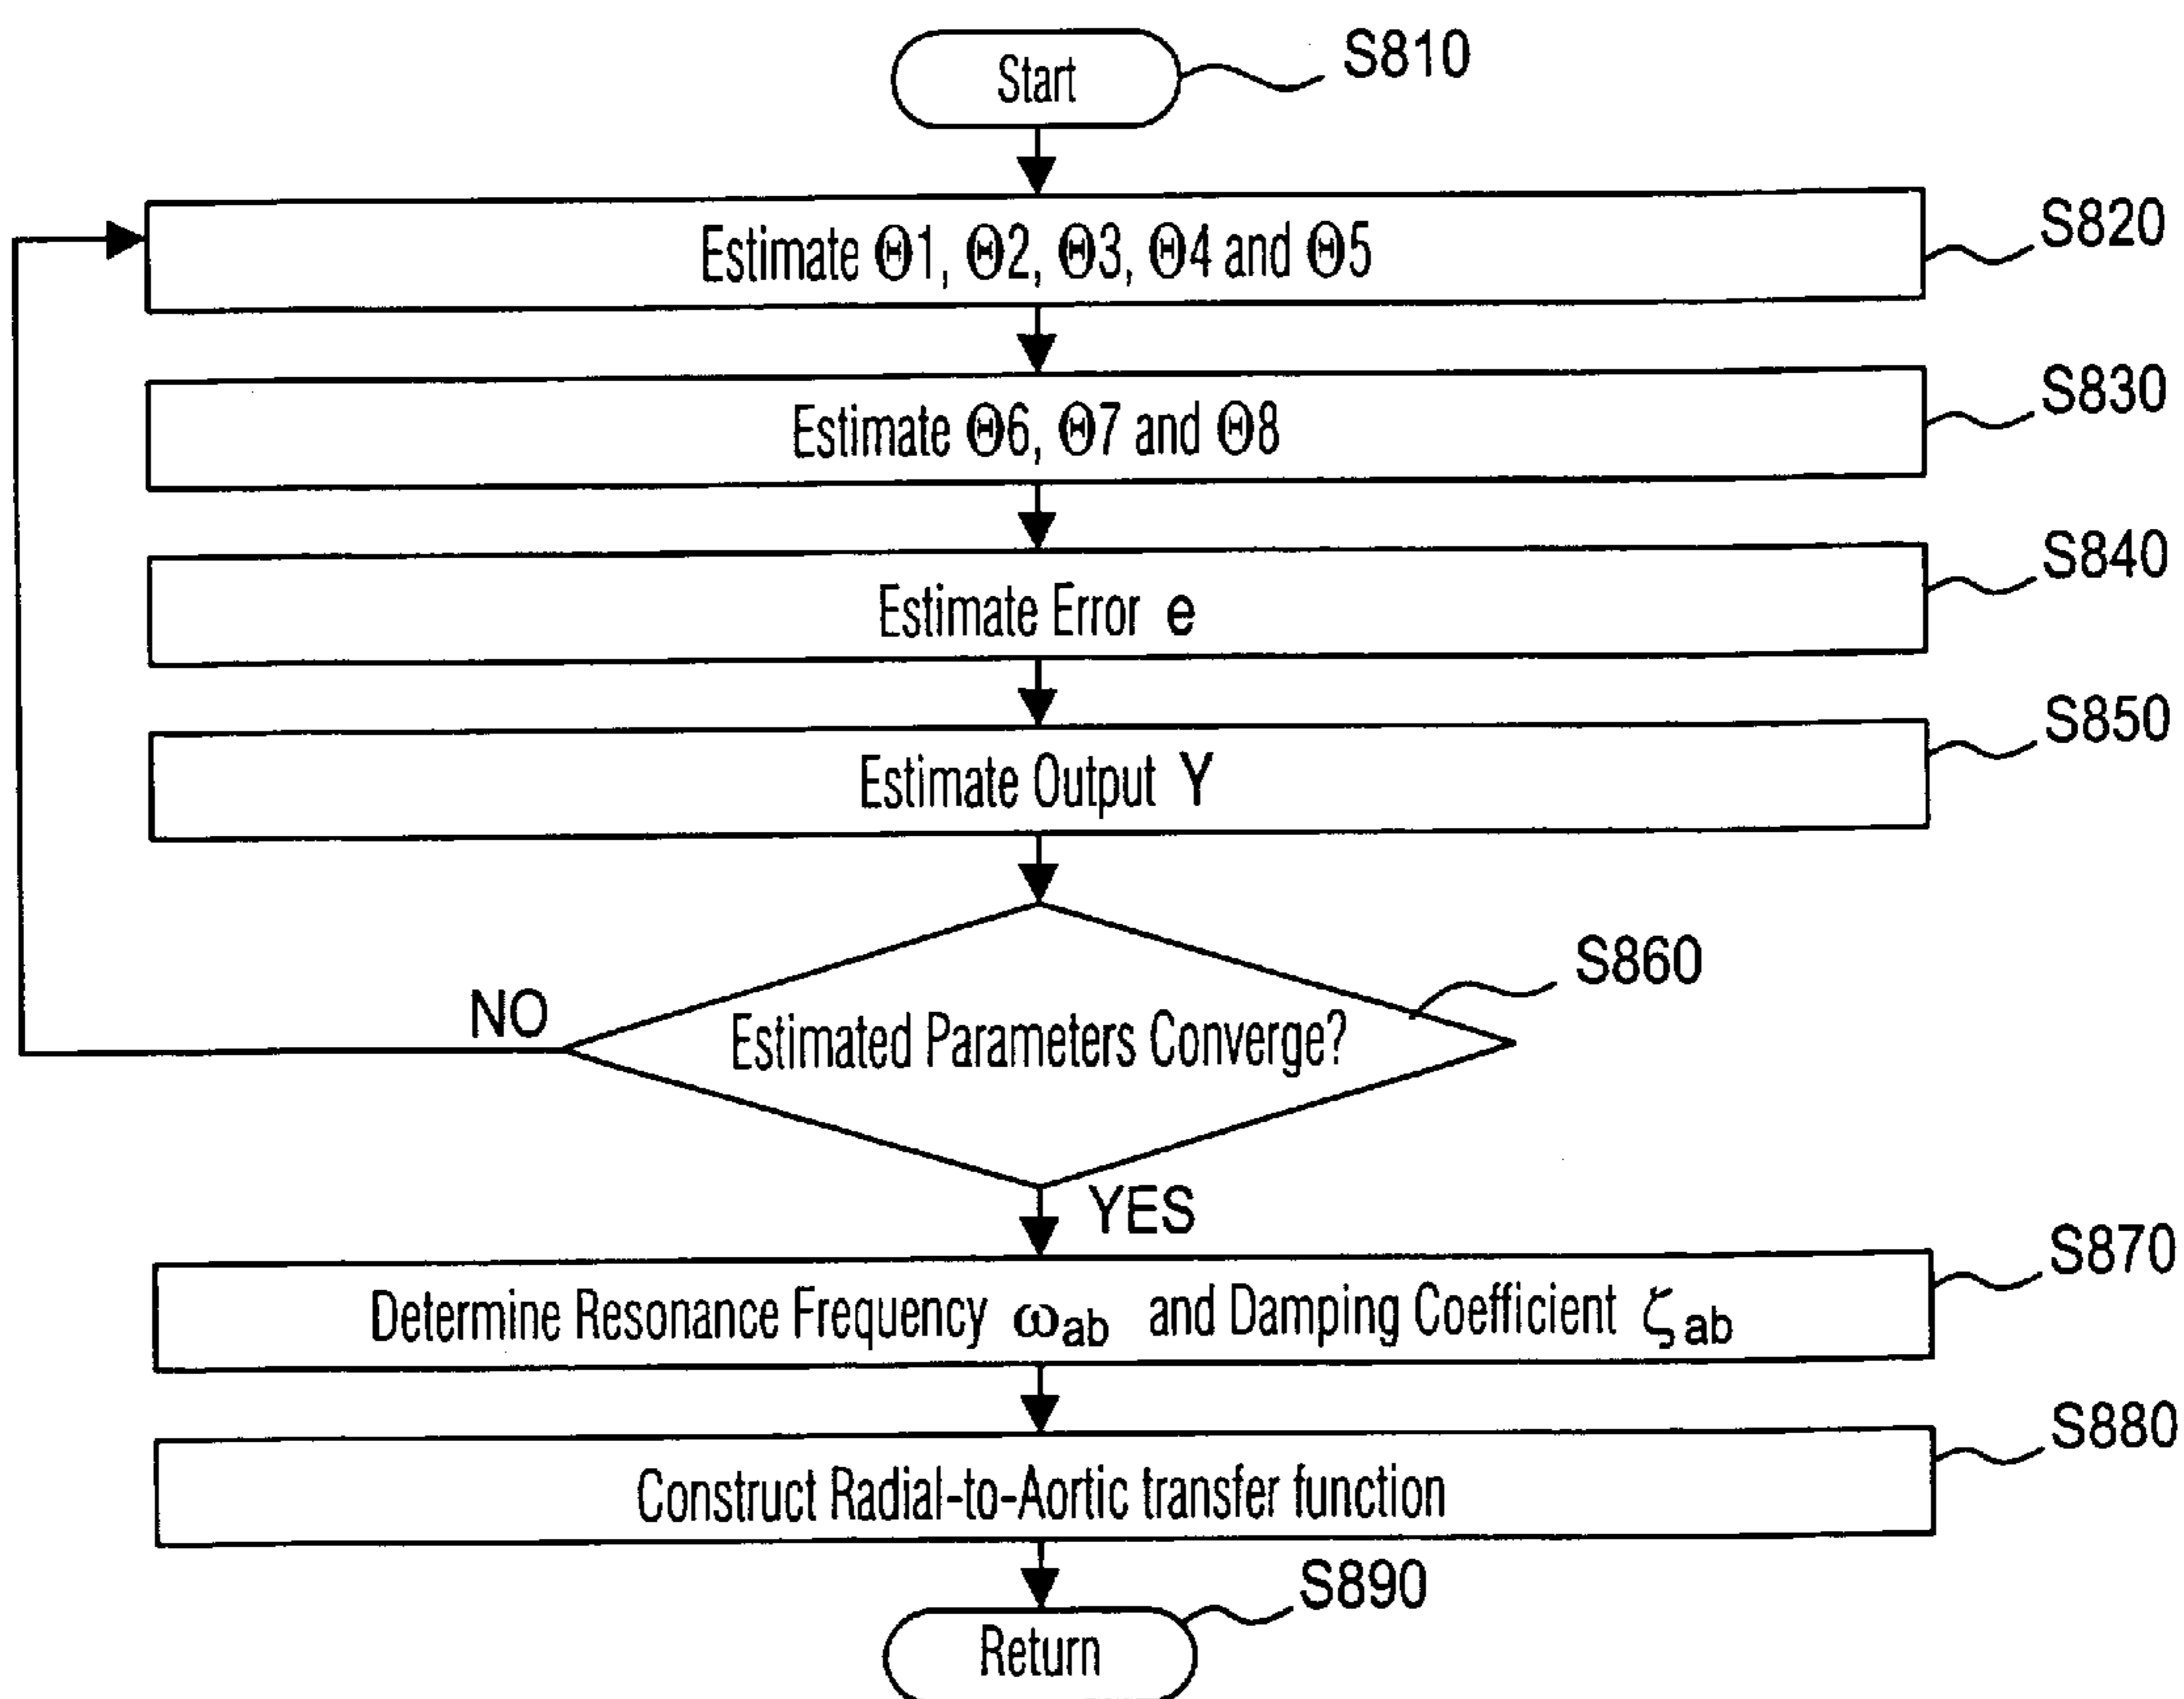 Start
S810
Estimate Θ1, Θ2, Θ3, Θ4 and Θ5
S820
Estimate Θ6, Θ7 and Θ8
S830
Estimate Error e
S840
Estimate Output Y
S850
Estimated Parameters Converge?
S860
NO
YES
Determine Resonance Frequency ωab and Damping Coefficient ζab
S870
Construct Radial-to-Aortic transfer function
S880
Return
S890